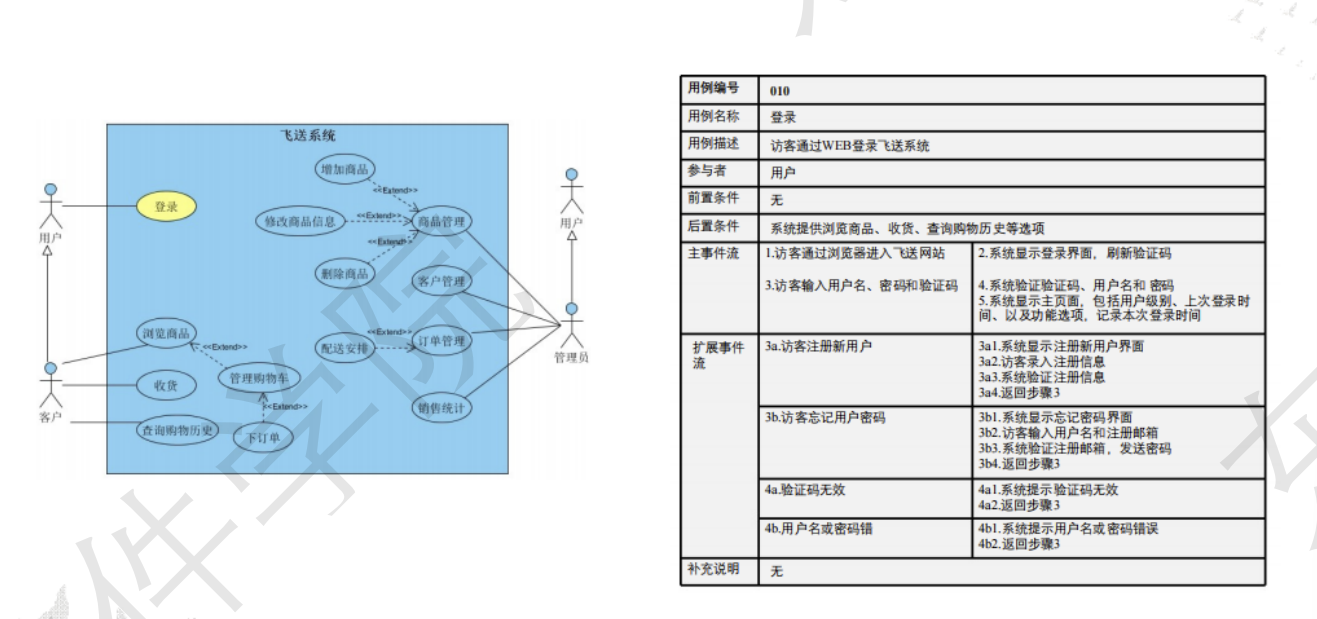 飞送系统
增加商品
<<Extend>>
登录
用户
修改商品信息
<<Extend>>
商品管理
用户
<<Extend>>
删除商品
客户管理
浏览商品
<<Extend>>
<<Extend>>
配送安排
订单管理
管理员
收货
管理购物车
客户
<<Extend>>
销售统计
查询购物历史
下订单
用例编号
010
用例名称
登录
用例描述
访客通过WEB登录飞送系统
参与者
用户
前置条件
无
后置条件
系统提供浏览商品、收货、查询购物历史等选项
主事件流
1.访客通过浏览器进入飞送网站
2.系统显示登录界面，刷新验证码
3.访客输入用户名、密码和验证码
4.系统验证验证码、用户名和 密码
5.系统显示主页面，包括用户级别、上次登录时
间、以及功能选项，记录本次登录时间
扩展事件
流
3a.访客注册新用户
3a1.系统显示注册新用户界面
3a2.访客录入注册信息
3a3.系统验证注册信息
3a4.返回步骤3
3b.访客忘记用户密码
3b1.系统显示忘记密码界面
3b2.访客输入用户名和注册邮箱
3b3.系统验证注册邮箱，发送密码
3b4.返回步骤3
4a.验证码无效
4a1.系统提示验证码无效
4a2.返回步骤3
4b.用户名或密码错
4b1.系统提示用户名或密码错误
4b2.返回步骤3
补充说明
无
件学院